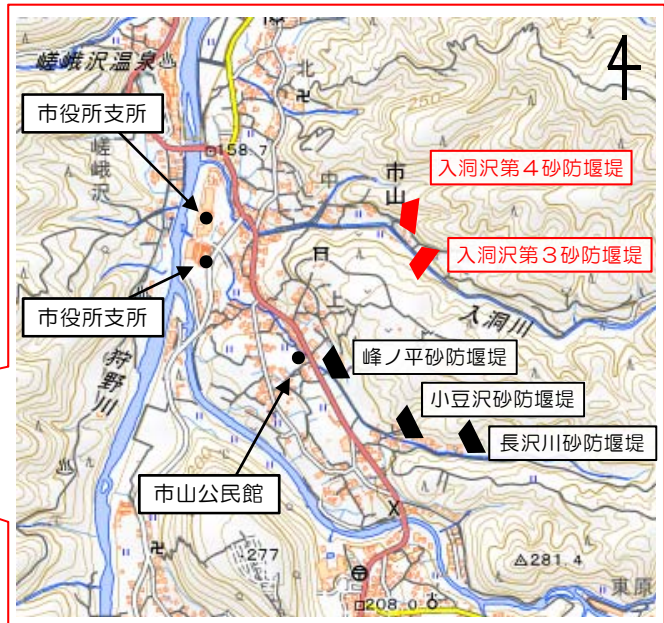 嵯峨沢温泉
北
市役所支所
嵯峨沢
158.7
250
中
市山
入洞沢第4砂防堰堤
入洞沢第3砂防堰堤
市役所支所
上
入洞川
狩野川
峰ノ平砂防堰堤
小豆沢砂防堰堤
長沢川砂防堰堤
市山公民館
277
281.4
東原
208.0